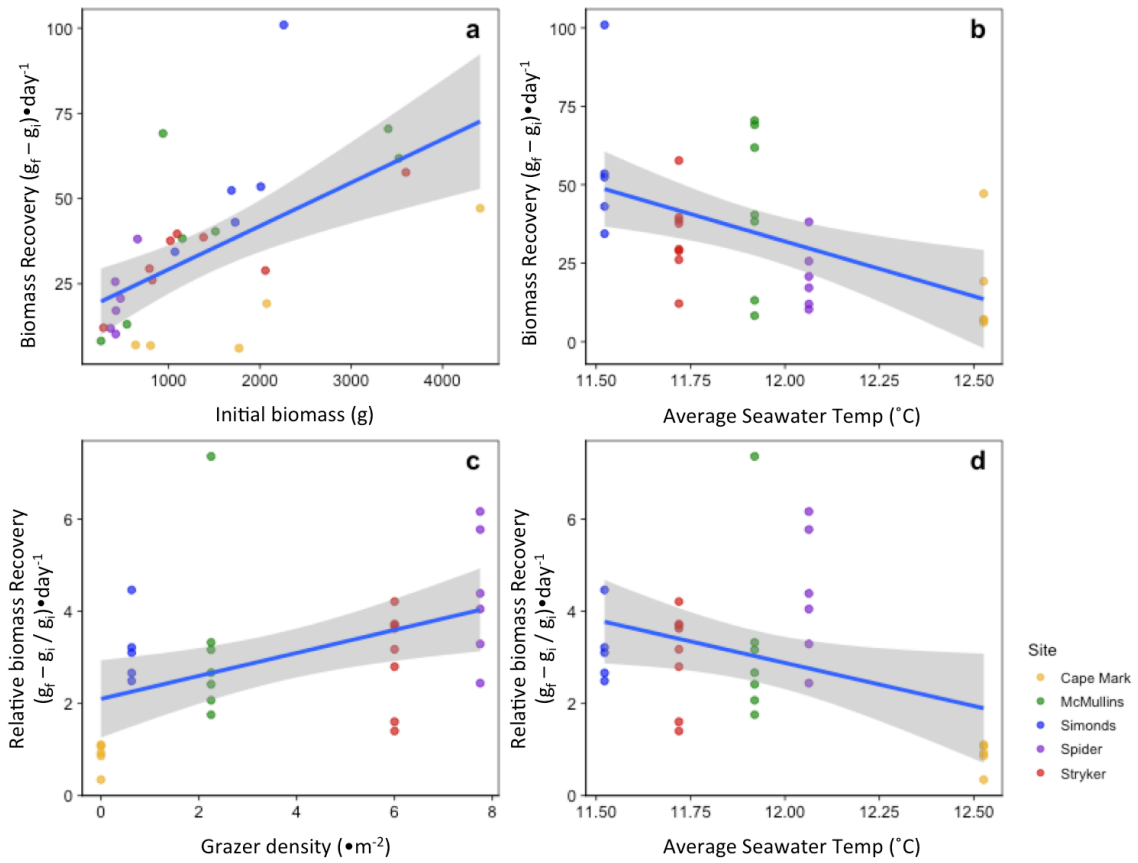 a
100
75
50
25
Biomass Recovery (gf – gi)•day-1
1000 2000 3000 4000
Initial biomass (g)
b
100
75
50
25
0
Biomass Recovery (gf – gi)•day-1
11.50 11.75 12.00 12.25 12.50
Average Seawater Temp (˚C)
c
6
4
2
0
Relative biomass Recovery
(gf – gi / gi)•day-1
0 2 4 6 8
Grazer density (•m-2)
d
6
4
2
0
Relative biomass Recovery
(gf – gi / gi)•day-1
11.50 11.75 12.00 12.25 12.50
Average Seawater Temp (˚C)
Site
Cape Mark
McMullins
Simonds
Spider
Stryker